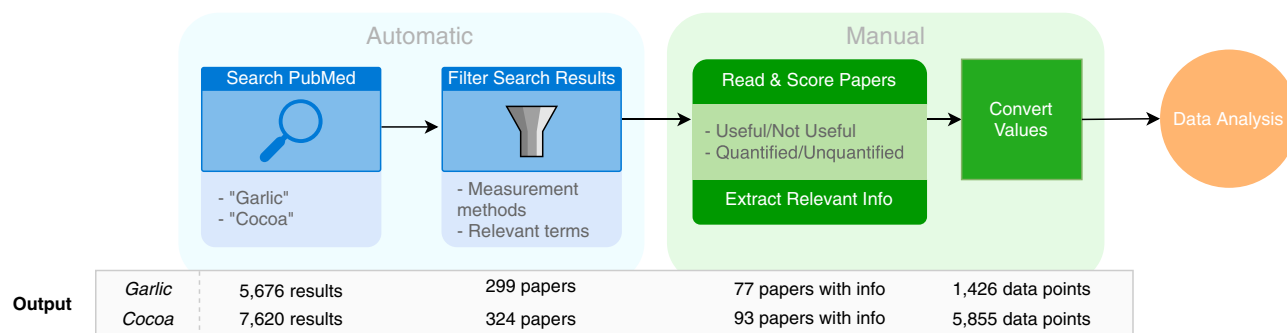 Automatic
Manual
Search PubMed
- "Garlic"
- "Cocoa"
Filter Search Results
- Measurement
methods
- Relevant terms
Read & Score Papers
- Useful/Not Useful
- Quantified/Unquantified
Extract Relevant Info
Convert
Values
Data Analysis
Output
Garlic 5,676 results 299 papers 77 papers with info 1,426 data points
Cocoa 7,620 results 324 papers 93 papers with info 5,855 data points